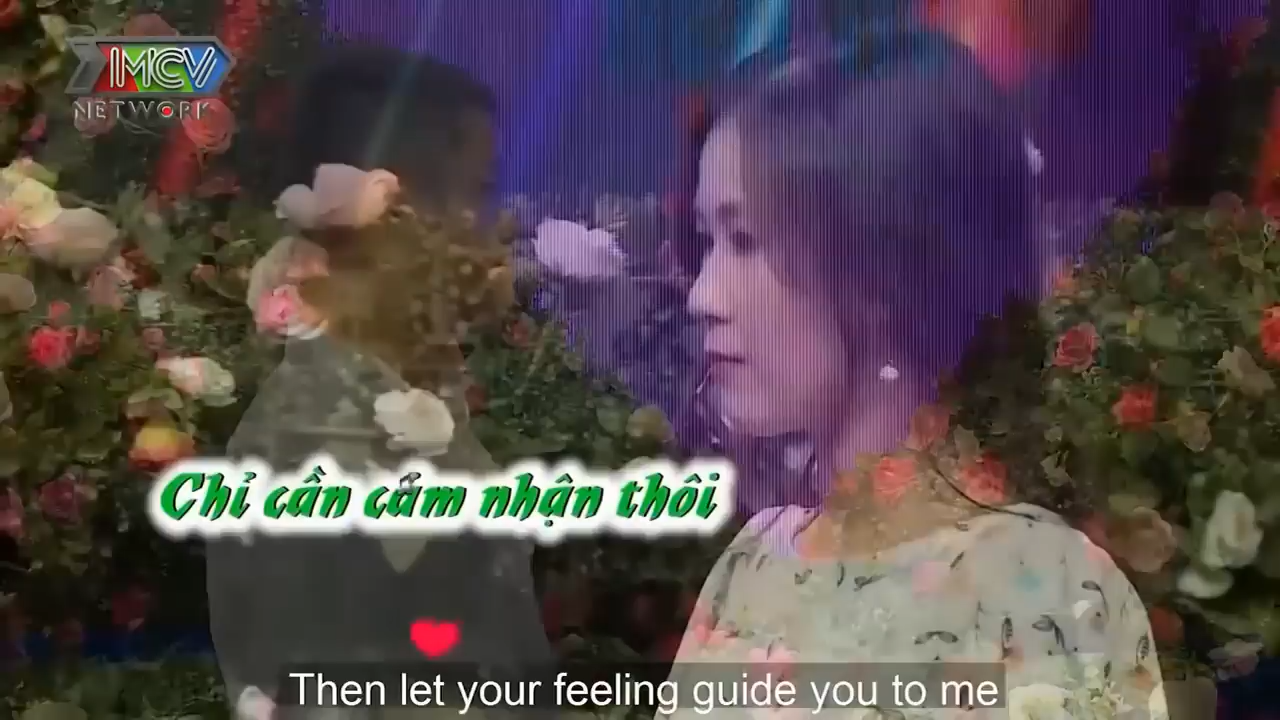 MCV
NETWORK
Chỉ cần cảm nhận thôi
Then let your feeling guide you to me